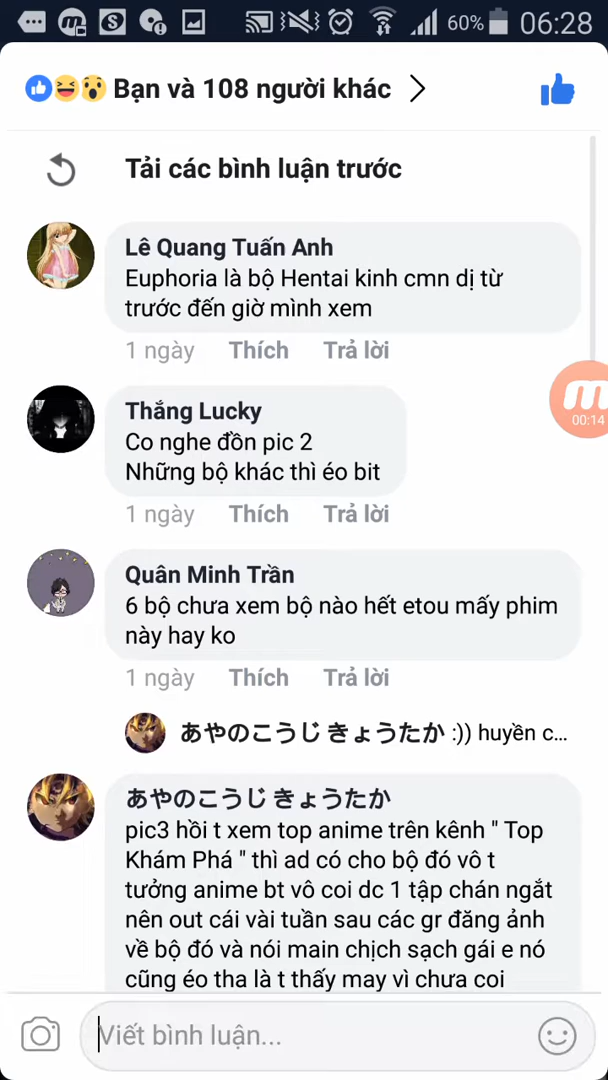 60% 06:28
Bạn và 108 người khác
Tải các bình luận trước
Lê Quang Tuấn Anh
Euphoria là bộ Hentai kinh cmn dị từ
trước đến giờ mình xem
1 ngày Thích Trả lời
00:14
Thắng Lucky
Co nghe đồn pic 2
Những bộ khác thì éo bit
1 ngày Thích Trả lời
Quân Minh Trần
6 bộ chưa xem bộ nào hết etou mấy phim
này hay ko
1 ngày Thích Trả lời
あやのこうじ きょうたか :)) huyền c...
あやのこうじ きょうたか
pic3 hồi t xem top anime trên kênh " Top
Khám Phá " thì ad có cho bộ đó vô t
tưởng anime bt vô coi dc 1 tập chán ngắt
nên out cái vài tuần sau các gr đăng ảnh
về bộ đó và nói main chịch sạch gái e nó
cũng éo tha là t thấy may vì chưa coi
Viết bình luận...